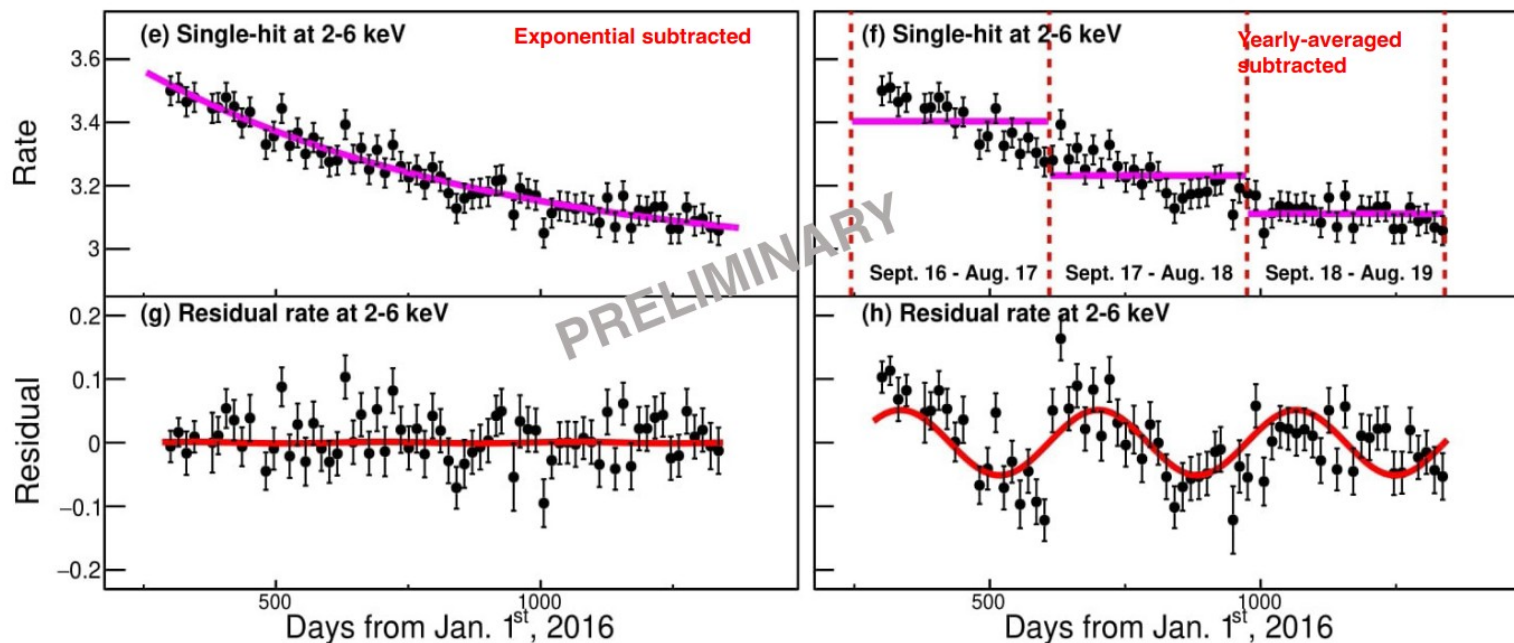 (e) Single-hit at 2-6 keV
Exponential subtracted
3.6
3.4
3.2
3
Rate
(f) Single-hit at 2-6 keV
Yearly-averaged
subtracted
Sept. 16 - Aug. 17
Sept. 17 - Aug. 18
Sept. 18 - Aug. 19
PRELIMINARY
(g) Residual rate at 2-6 keV
0.2
0.1
0
−0.1
−0.2
Residual
(h) Residual rate at 2-6 keV
500
1000
500
1000
Days from Jan. 1st, 2016
Days from Jan. 1st, 2016